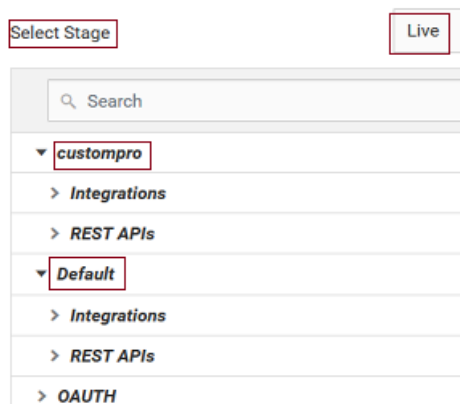 Select Stage Live
Search
custompro
Integrations
REST APIs
Default
Integrations
REST APIs
OAUTH